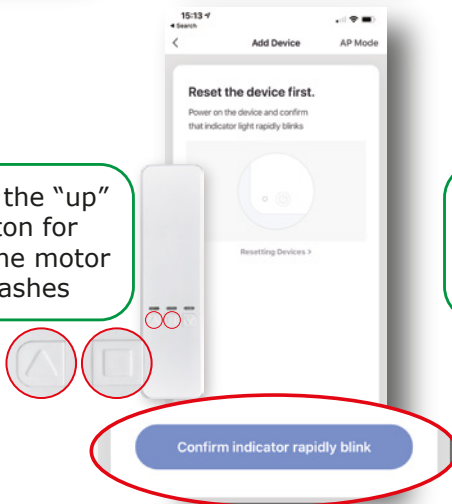 15:13
Search
Add Device
AP Mode
Reset the device first.
Power on the device and confirm
that indicator light rapidly blinks
Resetting Devices >
the "up"
ton for
ne motor
ashes
Confirm indicator rapidly blink